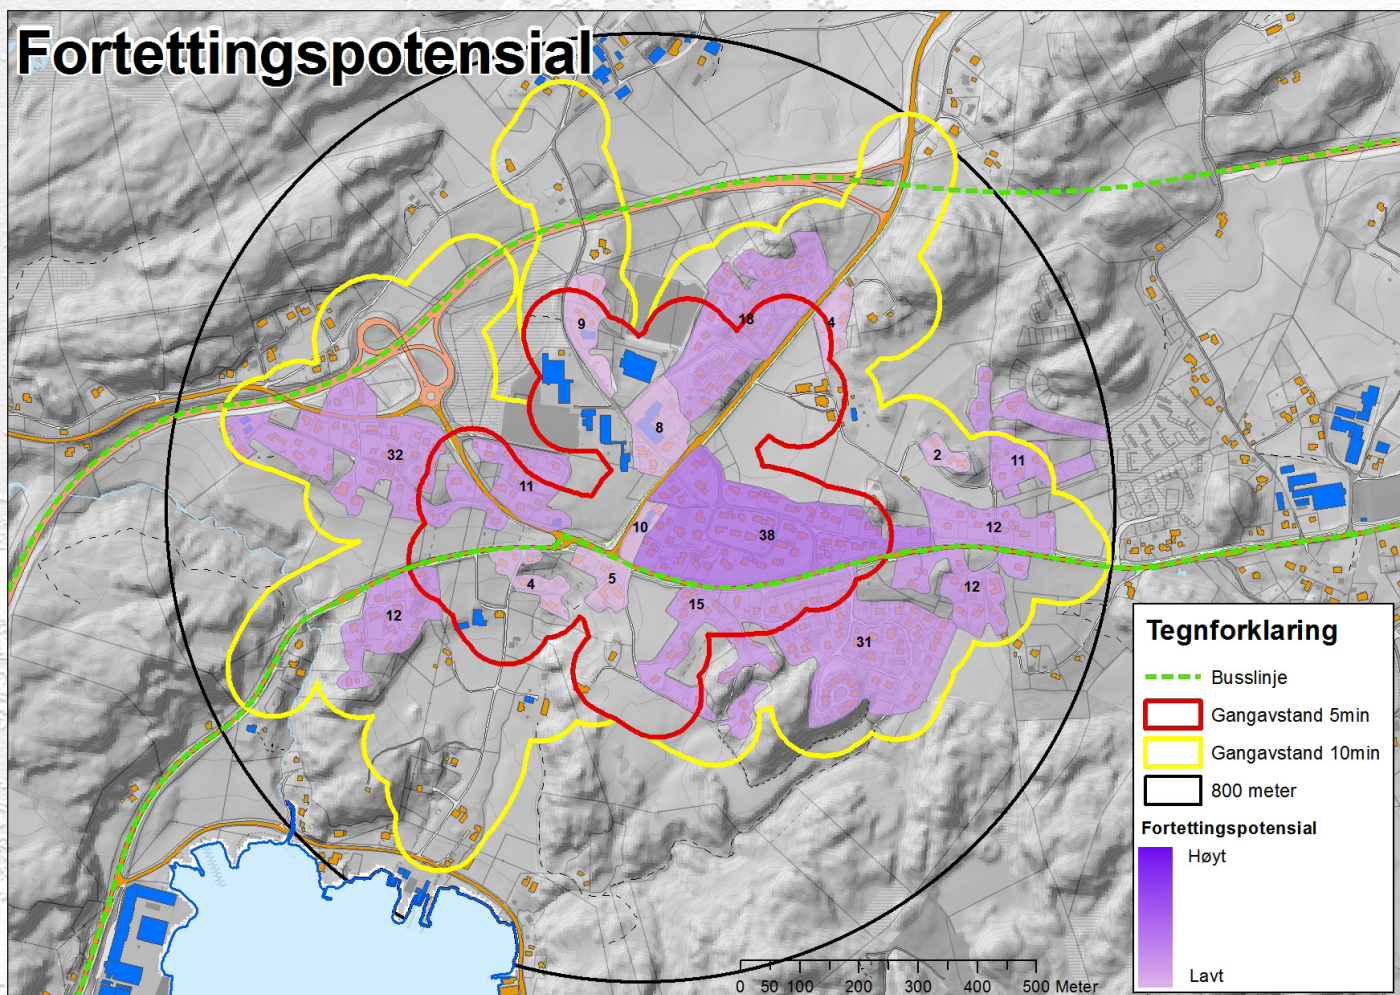 Fortettingspotensial
9
18
4
8
32
11
2
11
10
38
12
4
5
15
12
12
31
Tegnforklaring
Busslinje
Gangavstand 5min
Gangavstand 10min
800 meter
Fortettingspotensial
Høyt
Lavt
0 50 100 200 300 400 500 Meter